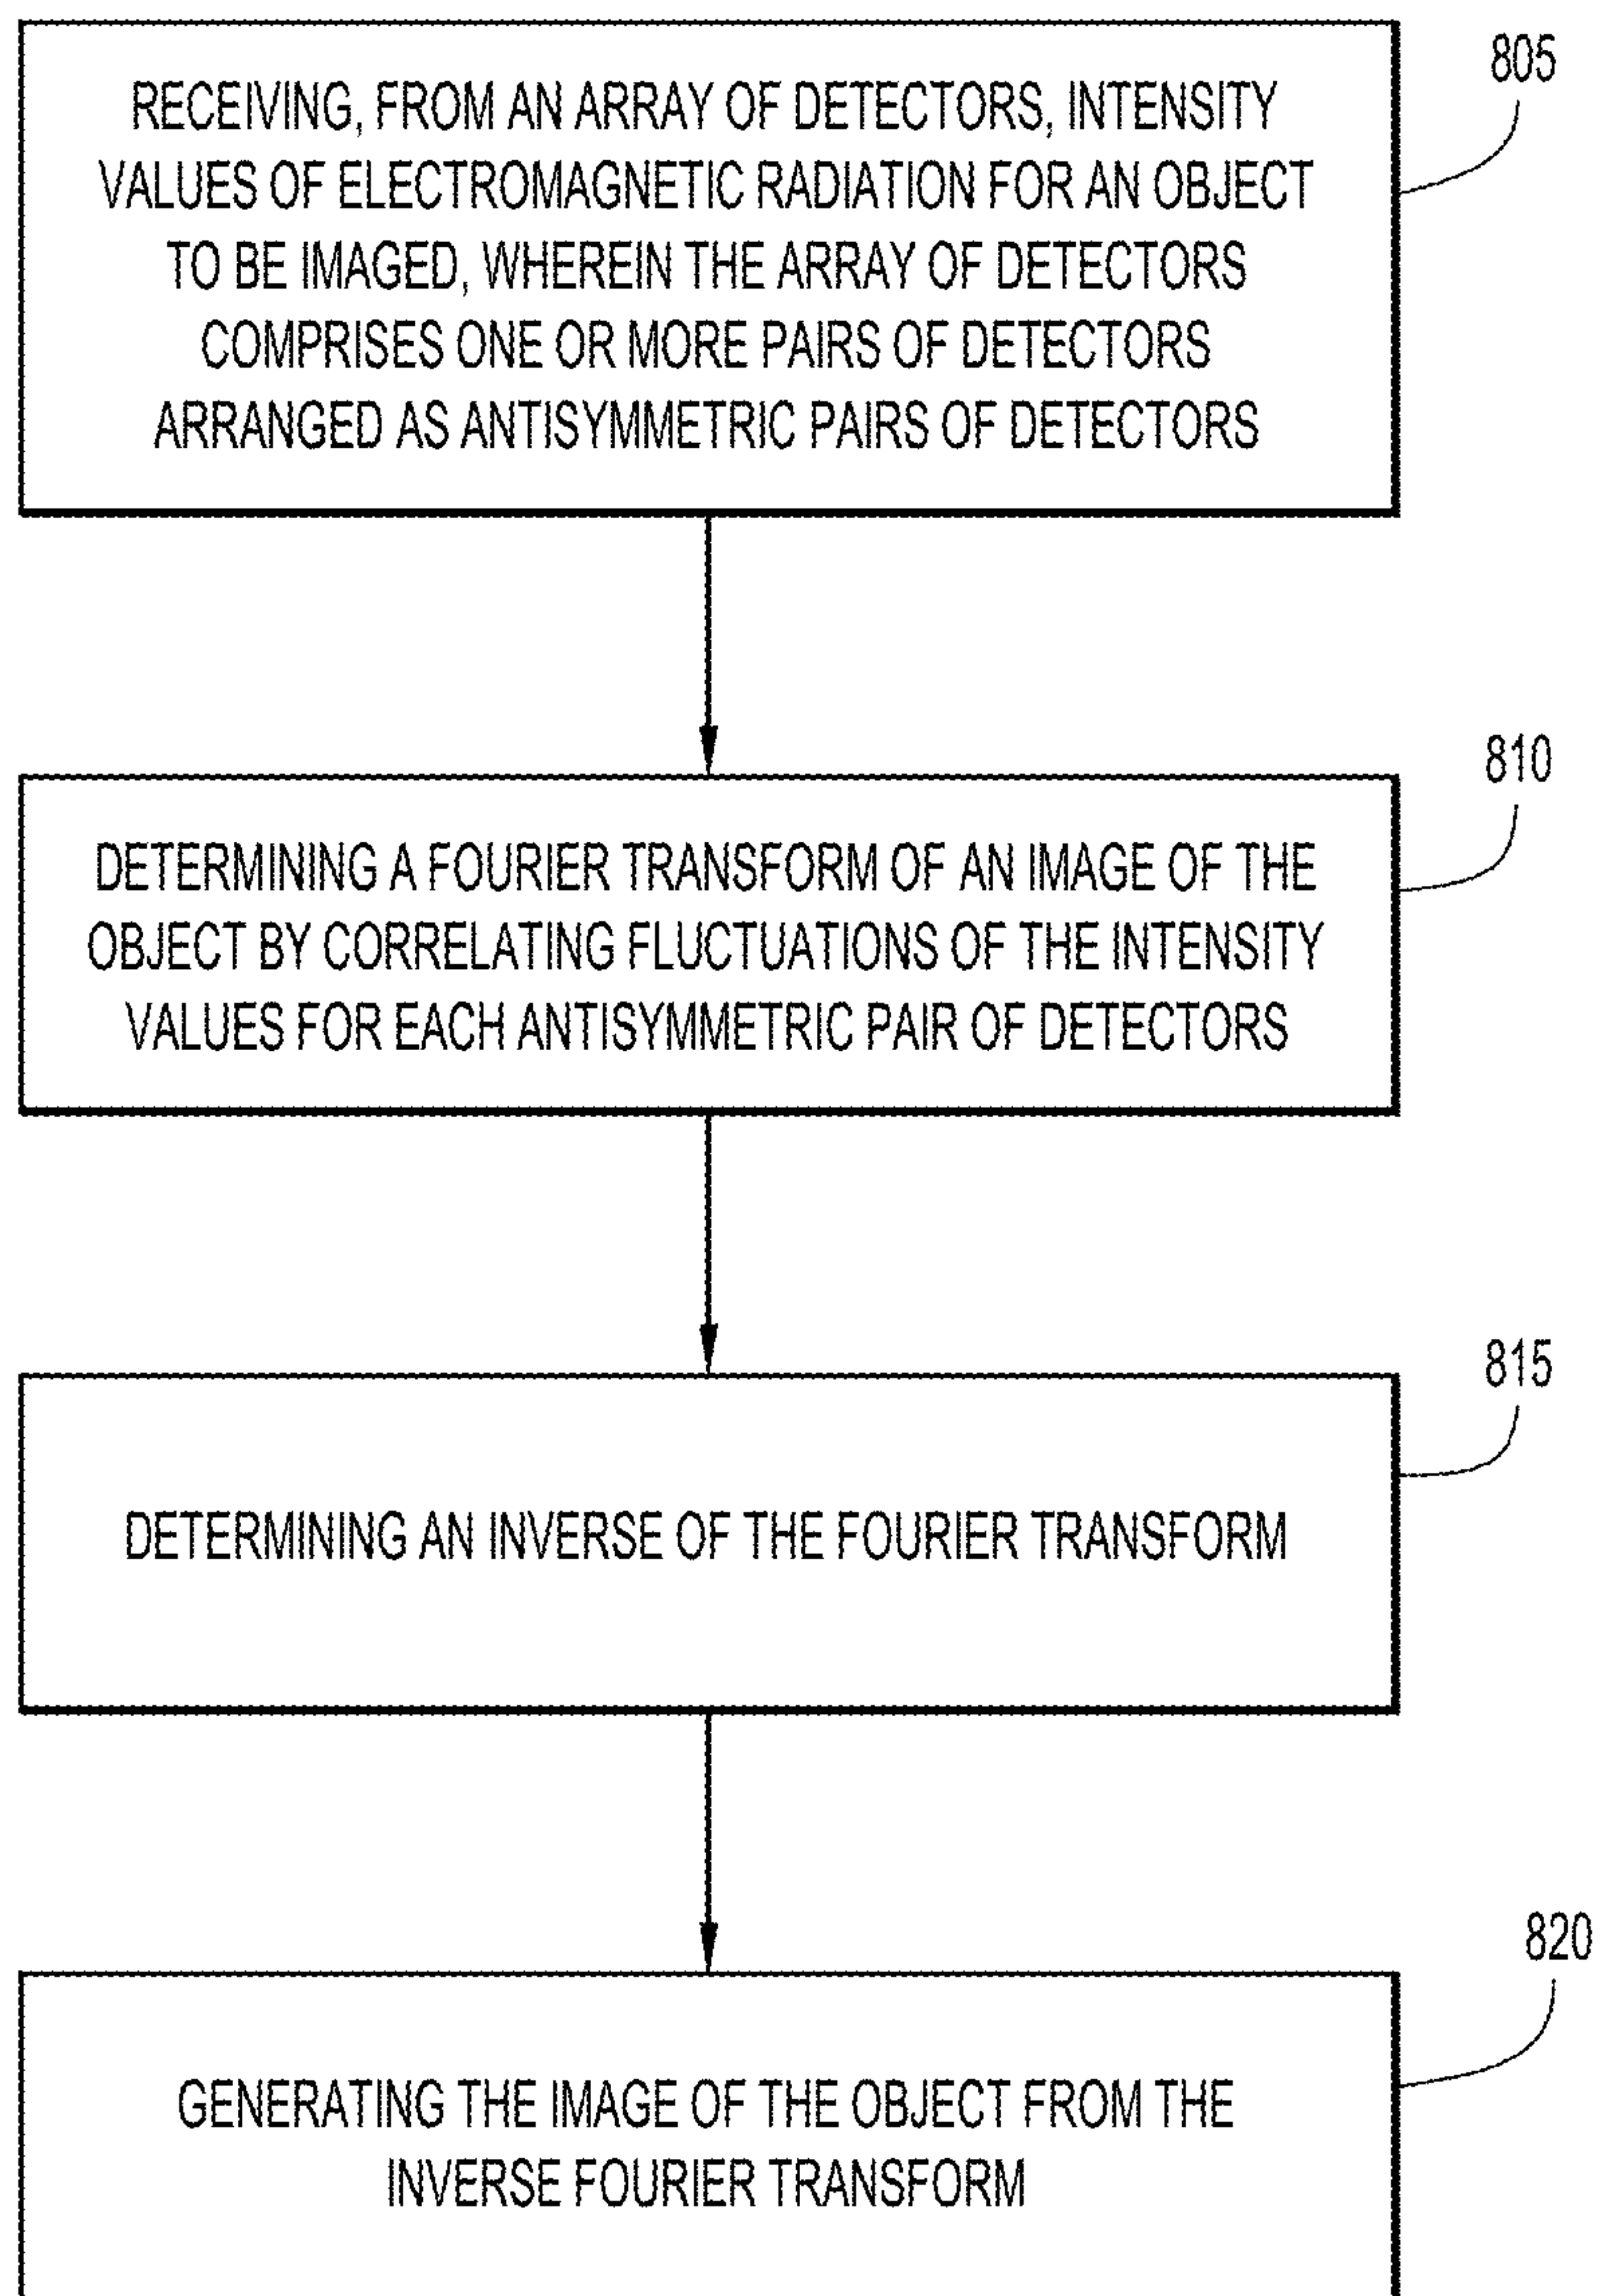 805
RECEIVING, FROM AN ARRAY OF DETECTORS, INTENSITY
VALUES OF ELECTROMAGNETIC RADIATION FOR AN OBJECT
TO BE IMAGED, WHEREIN THE ARRAY OF DETECTORS
COMPRISES ONE OR MORE PAIRS OF DETECTORS
ARRANGED AS ANTISYMMETRIC PAIRS OF DETECTORS
810
DETERMINING A FOURIER TRANSFORM OF AN IMAGE OF THE
OBJECT BY CORRELATING FLUCTUATIONS OF THE INTENSITY
VALUES FOR EACH ANTISYMMETRIC PAIR OF DETECTORS
815
DETERMINING AN INVERSE OF THE FOURIER TRANSFORM
820
GENERATING THE IMAGE OF THE OBJECT FROM THE
INVERSE FOURIER TRANSFORM